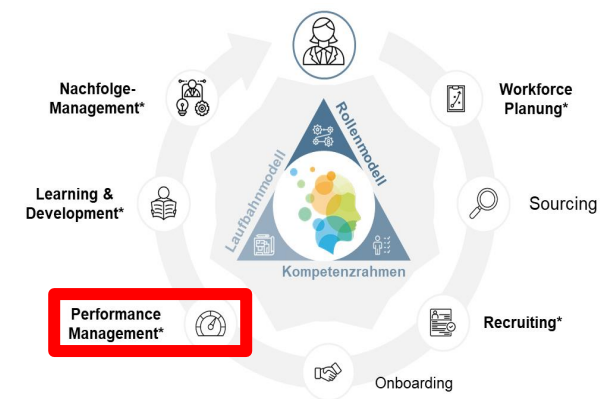 Nachfolge-
Management*
Workforce
Planung*
Rollenmodell
Laufbahnmodell
Kompetenzrahmen
Learning &
Development*
Sourcing
Performance
Management*
Recruiting*
Onboarding